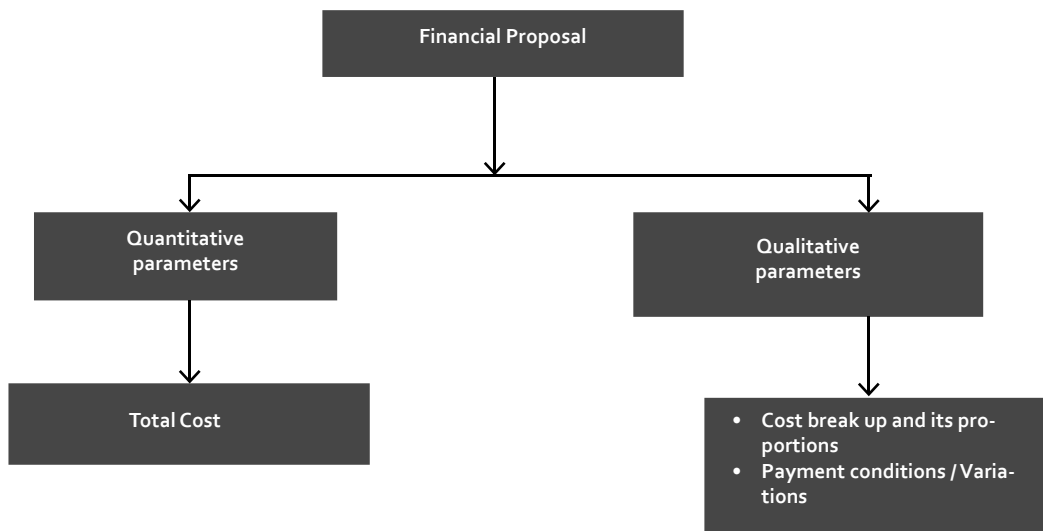 Financial Proposal
Quantitative
parameters
Qualitative
parameters
Total Cost
• Cost break up and its pro-
portions
• Payment conditions / Varia-
tions